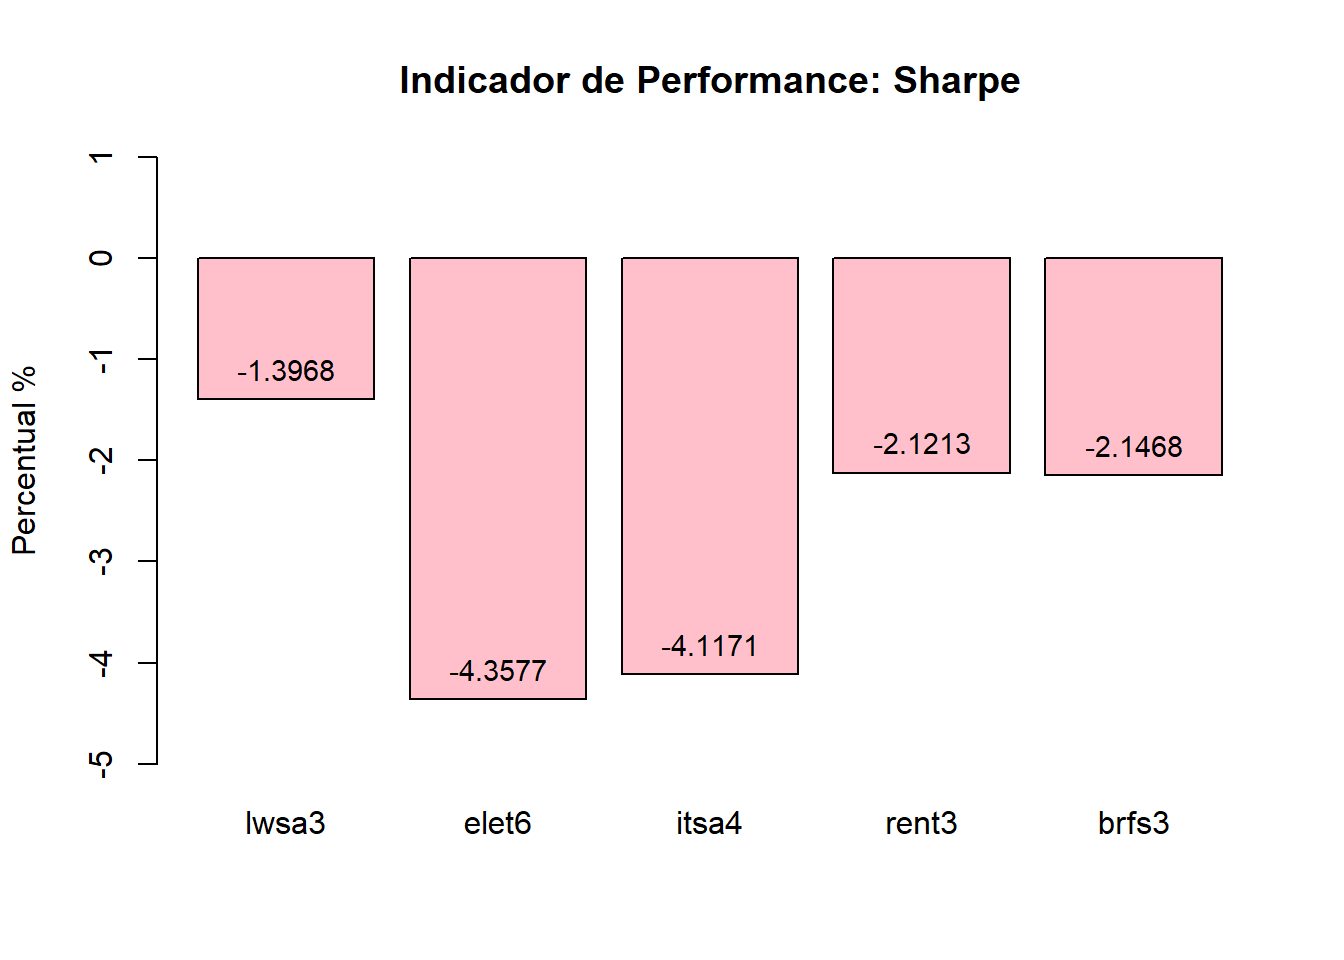 Indicador de Performance: Sharpe
Percentual %
1
0
-1
-2
-3
-4
-5
-1.3968
-4.3577
-4.1171
-2.1213
-2.1468
lwsa3
elet6
itsa4
rent3
brfs3